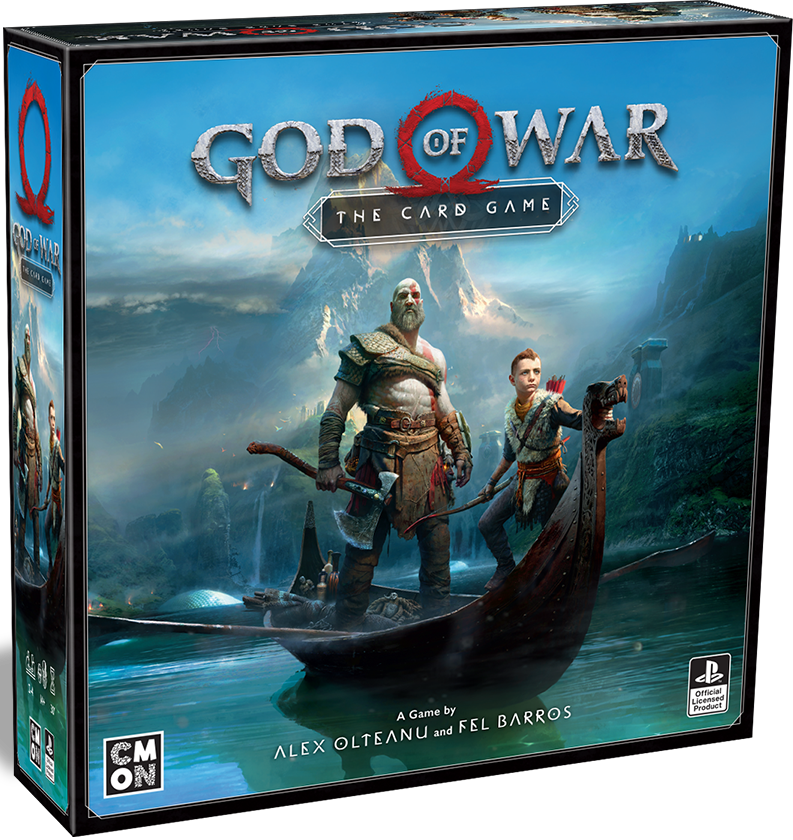 GOD OF WAR
THE CARD GAME
A Game by
ALEX OLTEANU and FEL BARROS
CMON
Official
Licensed
Product
GOD OF WAR
THE CARD GAME
CMON